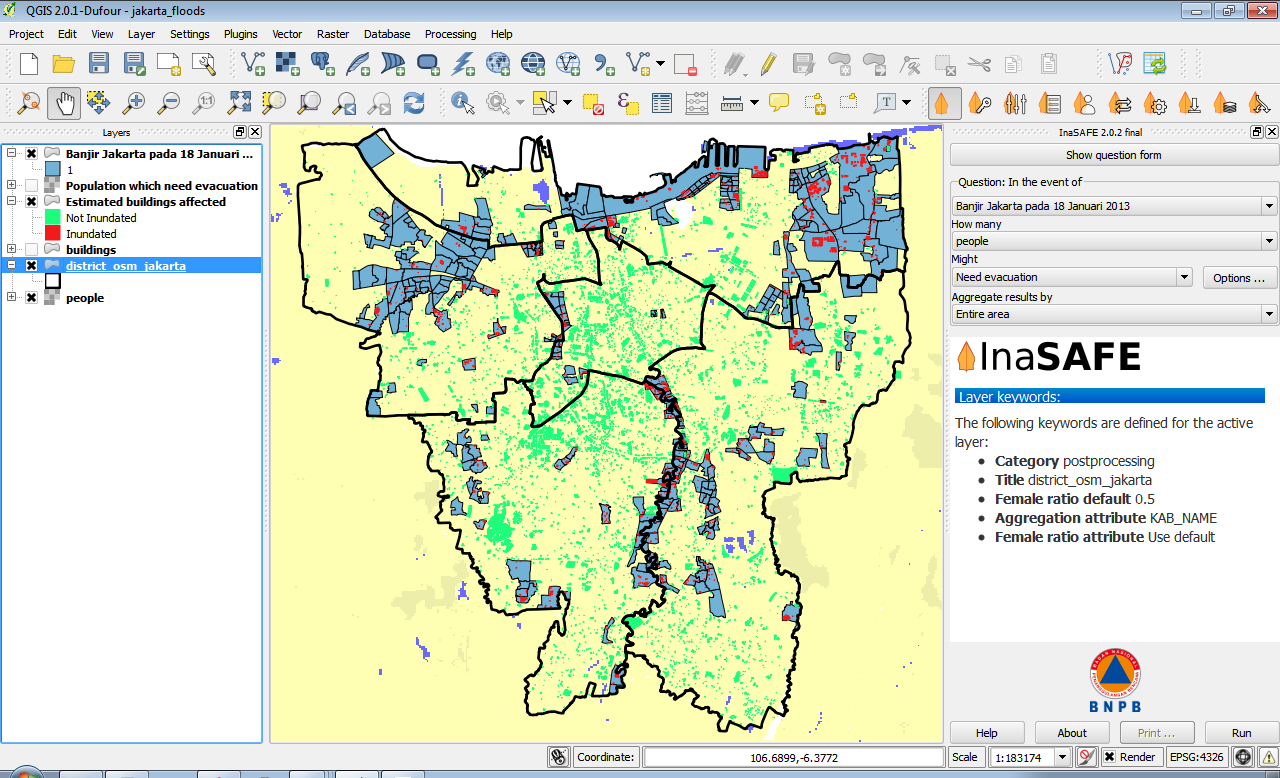 QGIS 2.0.1-Dufour - jakarta_floods
Project Edit View Layer Settings Plugins Vector Raster Database Processing Help
Layers
Banjir Jakarta pada 18 Januari ...
1
Population which need evacuation
Estimated buildings affected
Not Inundated
Inundated
buildings
district_osm_jakarta
people
InaSAFE 2.0.2 final
Show question form
Question: In the event of
Banjir Jakarta pada 18 Januari 2013
How many
people
Might
Need evacuation
Options ...
Aggregate results by
Entire area
InaSAFE
Layer keywords:
The following keywords are defined for the active
layer:
• Category postprocessing
• Title district_osm_jakarta
• Female ratio default 0.5
• Aggregation attribute KAB_NAME
• Female ratio attribute Use default
BNPB
Help About Print ... Run
Coordinate: 106.6899,-6.3772 Scale 1:183174 Render EPSG:4326